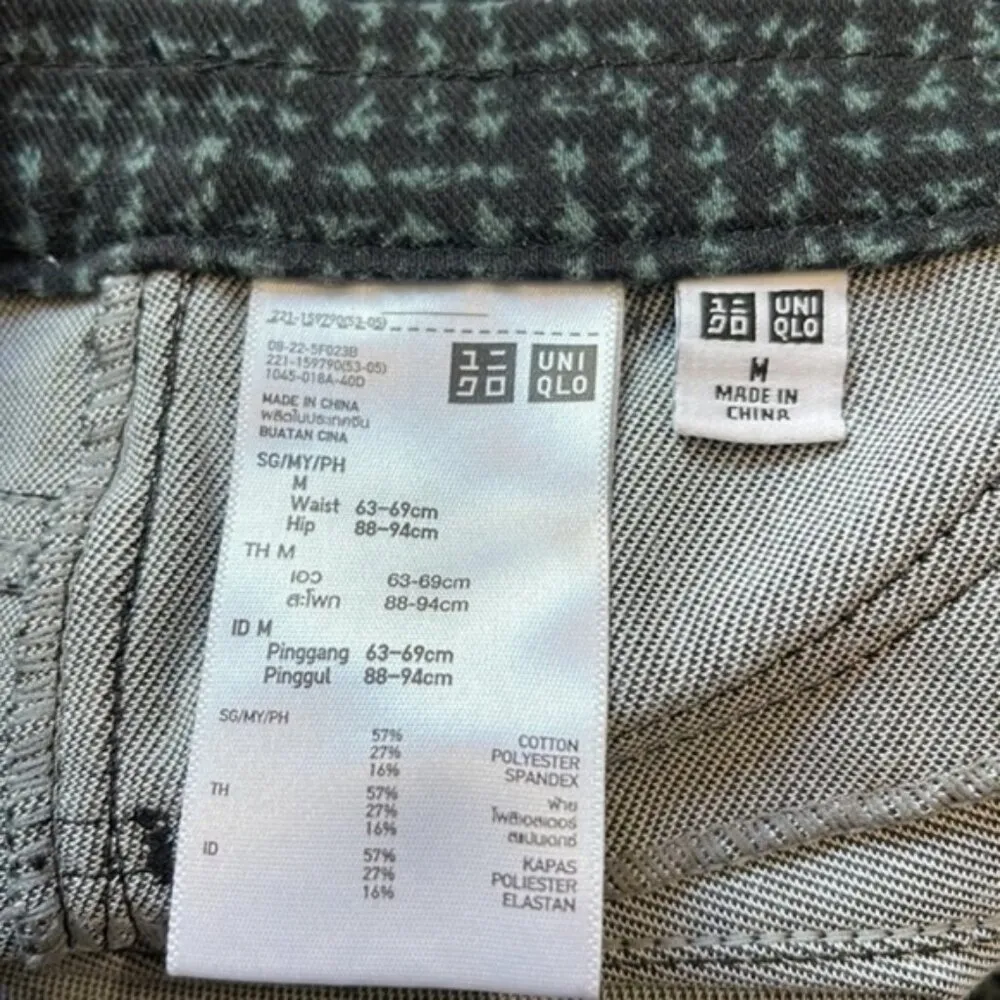 221-159790(53-05)
08-22-5F023B
221-159790(53-05)
1045-018A-40D
ユニ
クロ
UNI
QLO
MADE IN CHINA
ผลิตในประเทศจีน
BUATAN CINA
SG/MY/PH
M
Waist 63-69cm
Hip 88-94cm
TH M
เอว 63-69cm
สะโพก 88-94cm
ID M
Pinggang 63-69cm
Pinggul 88-94cm
SG/MY/PH
57% COTTON
27% POLYESTER
16% SPANDEX
TH
57% ฝ้าย
27% โพลีเอสเตอร์
16% สแปนเดกซ์
ID
57% KAPAS
27% POLIESTER
16% ELASTAN
ユニ
クロ
UNI
QLO
M
MADE IN
CHINA